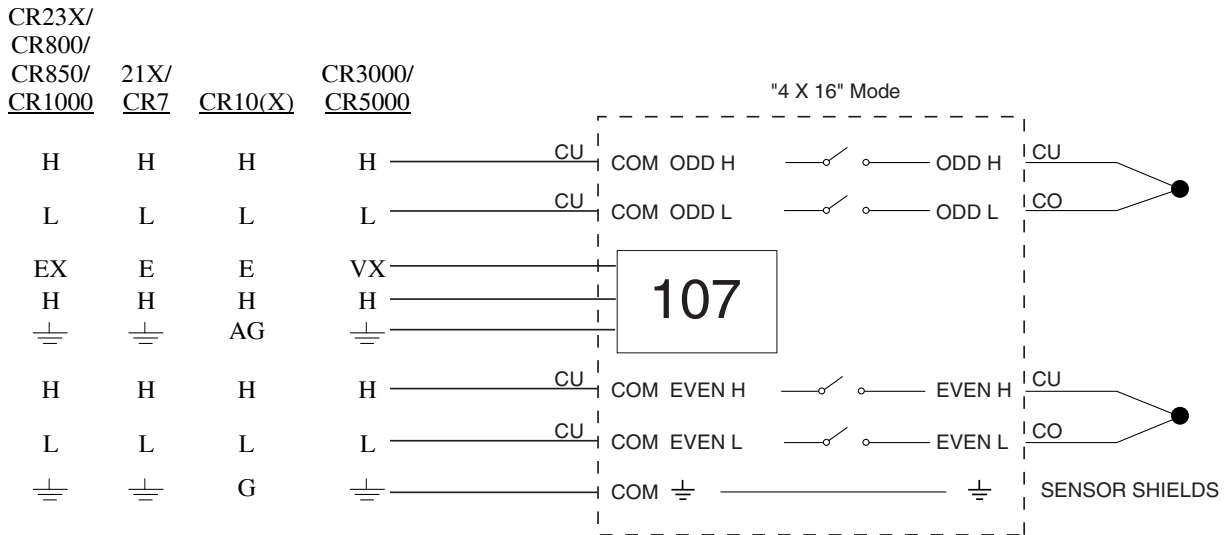 CR23X/
CR800/
CR850/ 21X/ CR3000/
CR1000 CR7 CR10(X) CR5000
"4 X 16" Mode
H H H H CU COM ODD H ODD H CU
L L L L CU COM ODD L ODD L CO
EX E E VX
107
H H H H
AG
H H H H CU COM EVEN H EVEN H CU
L L L L CU COM EVEN L EVEN L CO
G COM SENSOR SHIELDS